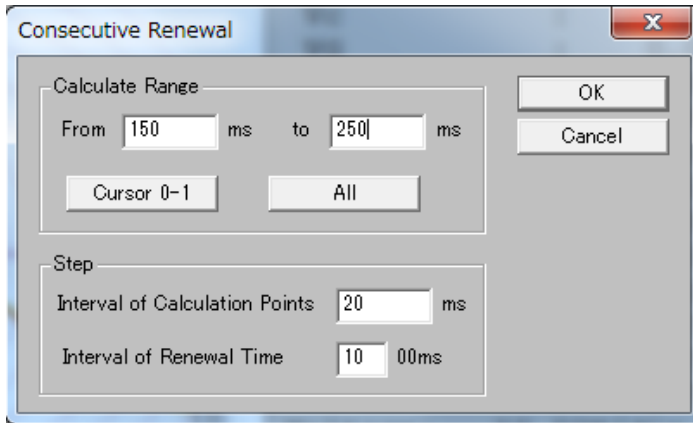 Consecutive Renewal
Calculate Range
OK
From 150 ms to 250 ms
Cancel
Cursor 0-1 All
Step
Interval of Calculation Points 20 ms
Interval of Renewal Time 10 00ms